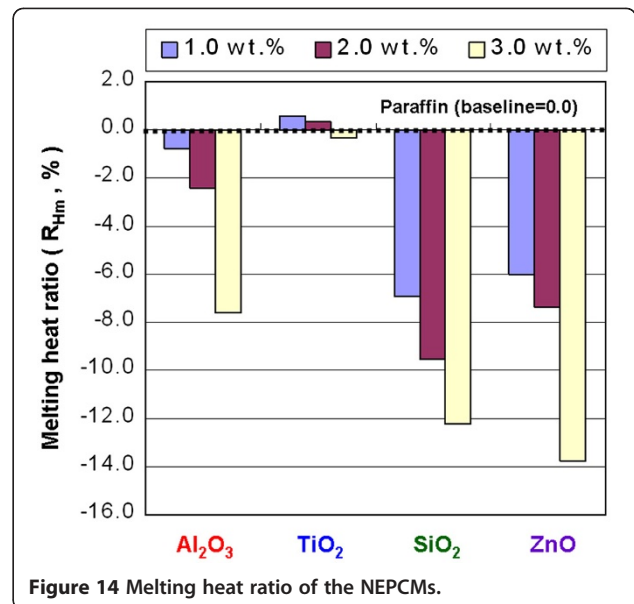 1.0 wt.% 2.0 wt.% 3.0 wt.%
2.0
Paraffin (baseline=0.0)
0.0
-2.0
-4.0
-6.0
-8.0
-10.0
-12.0
-14.0
-16.0
Melting heat ratio ( R_Hm , %)
Al₂O₃ TiO₂ SiO₂ ZnO
Figure 14 Melting heat ratio of the NEPCMs.